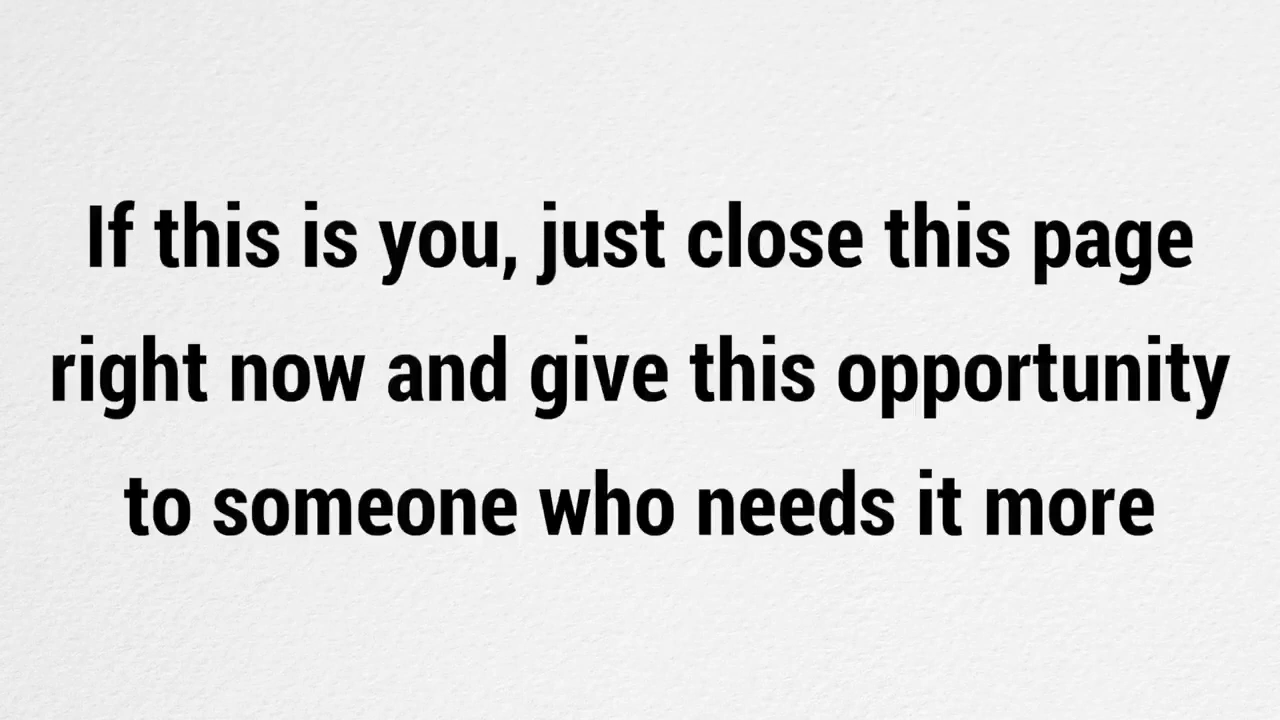 If this is you, just close this page
right now and give this opportunity
to someone who needs it more